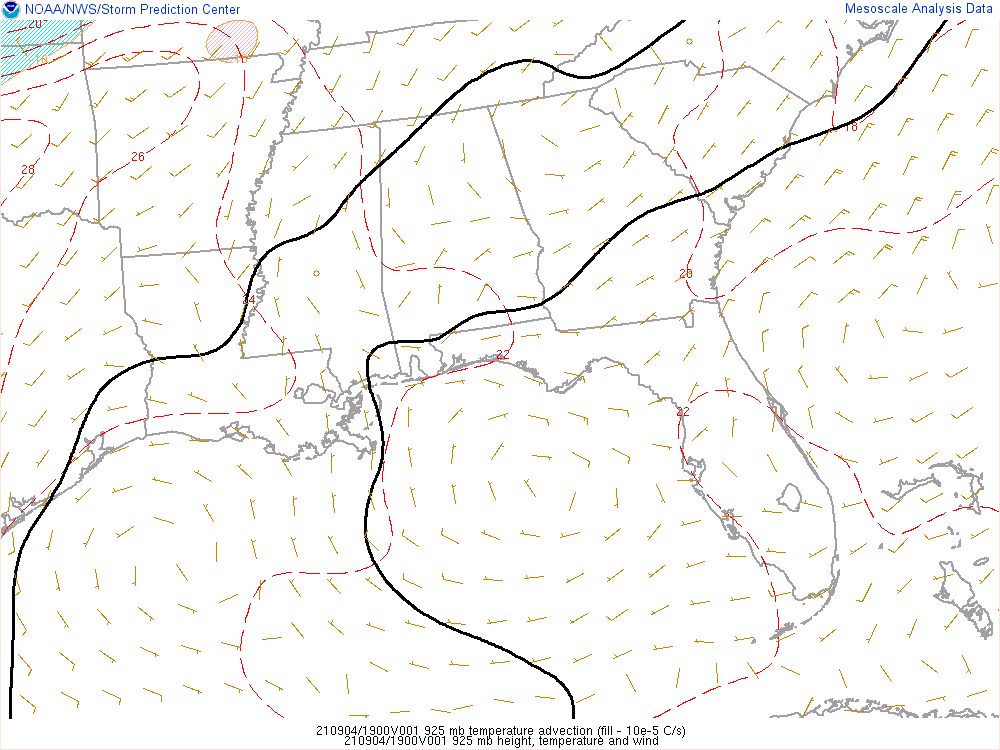 NOAA/NWS/Storm Prediction Center
Mesoscale Analysis Data
20
18
26
28
24
22
20
18
22
210904/1900V001 925 mb temperature advection (fill - 10e-5 C/s)
210904/1900V001 925 mb height, temperature and wind